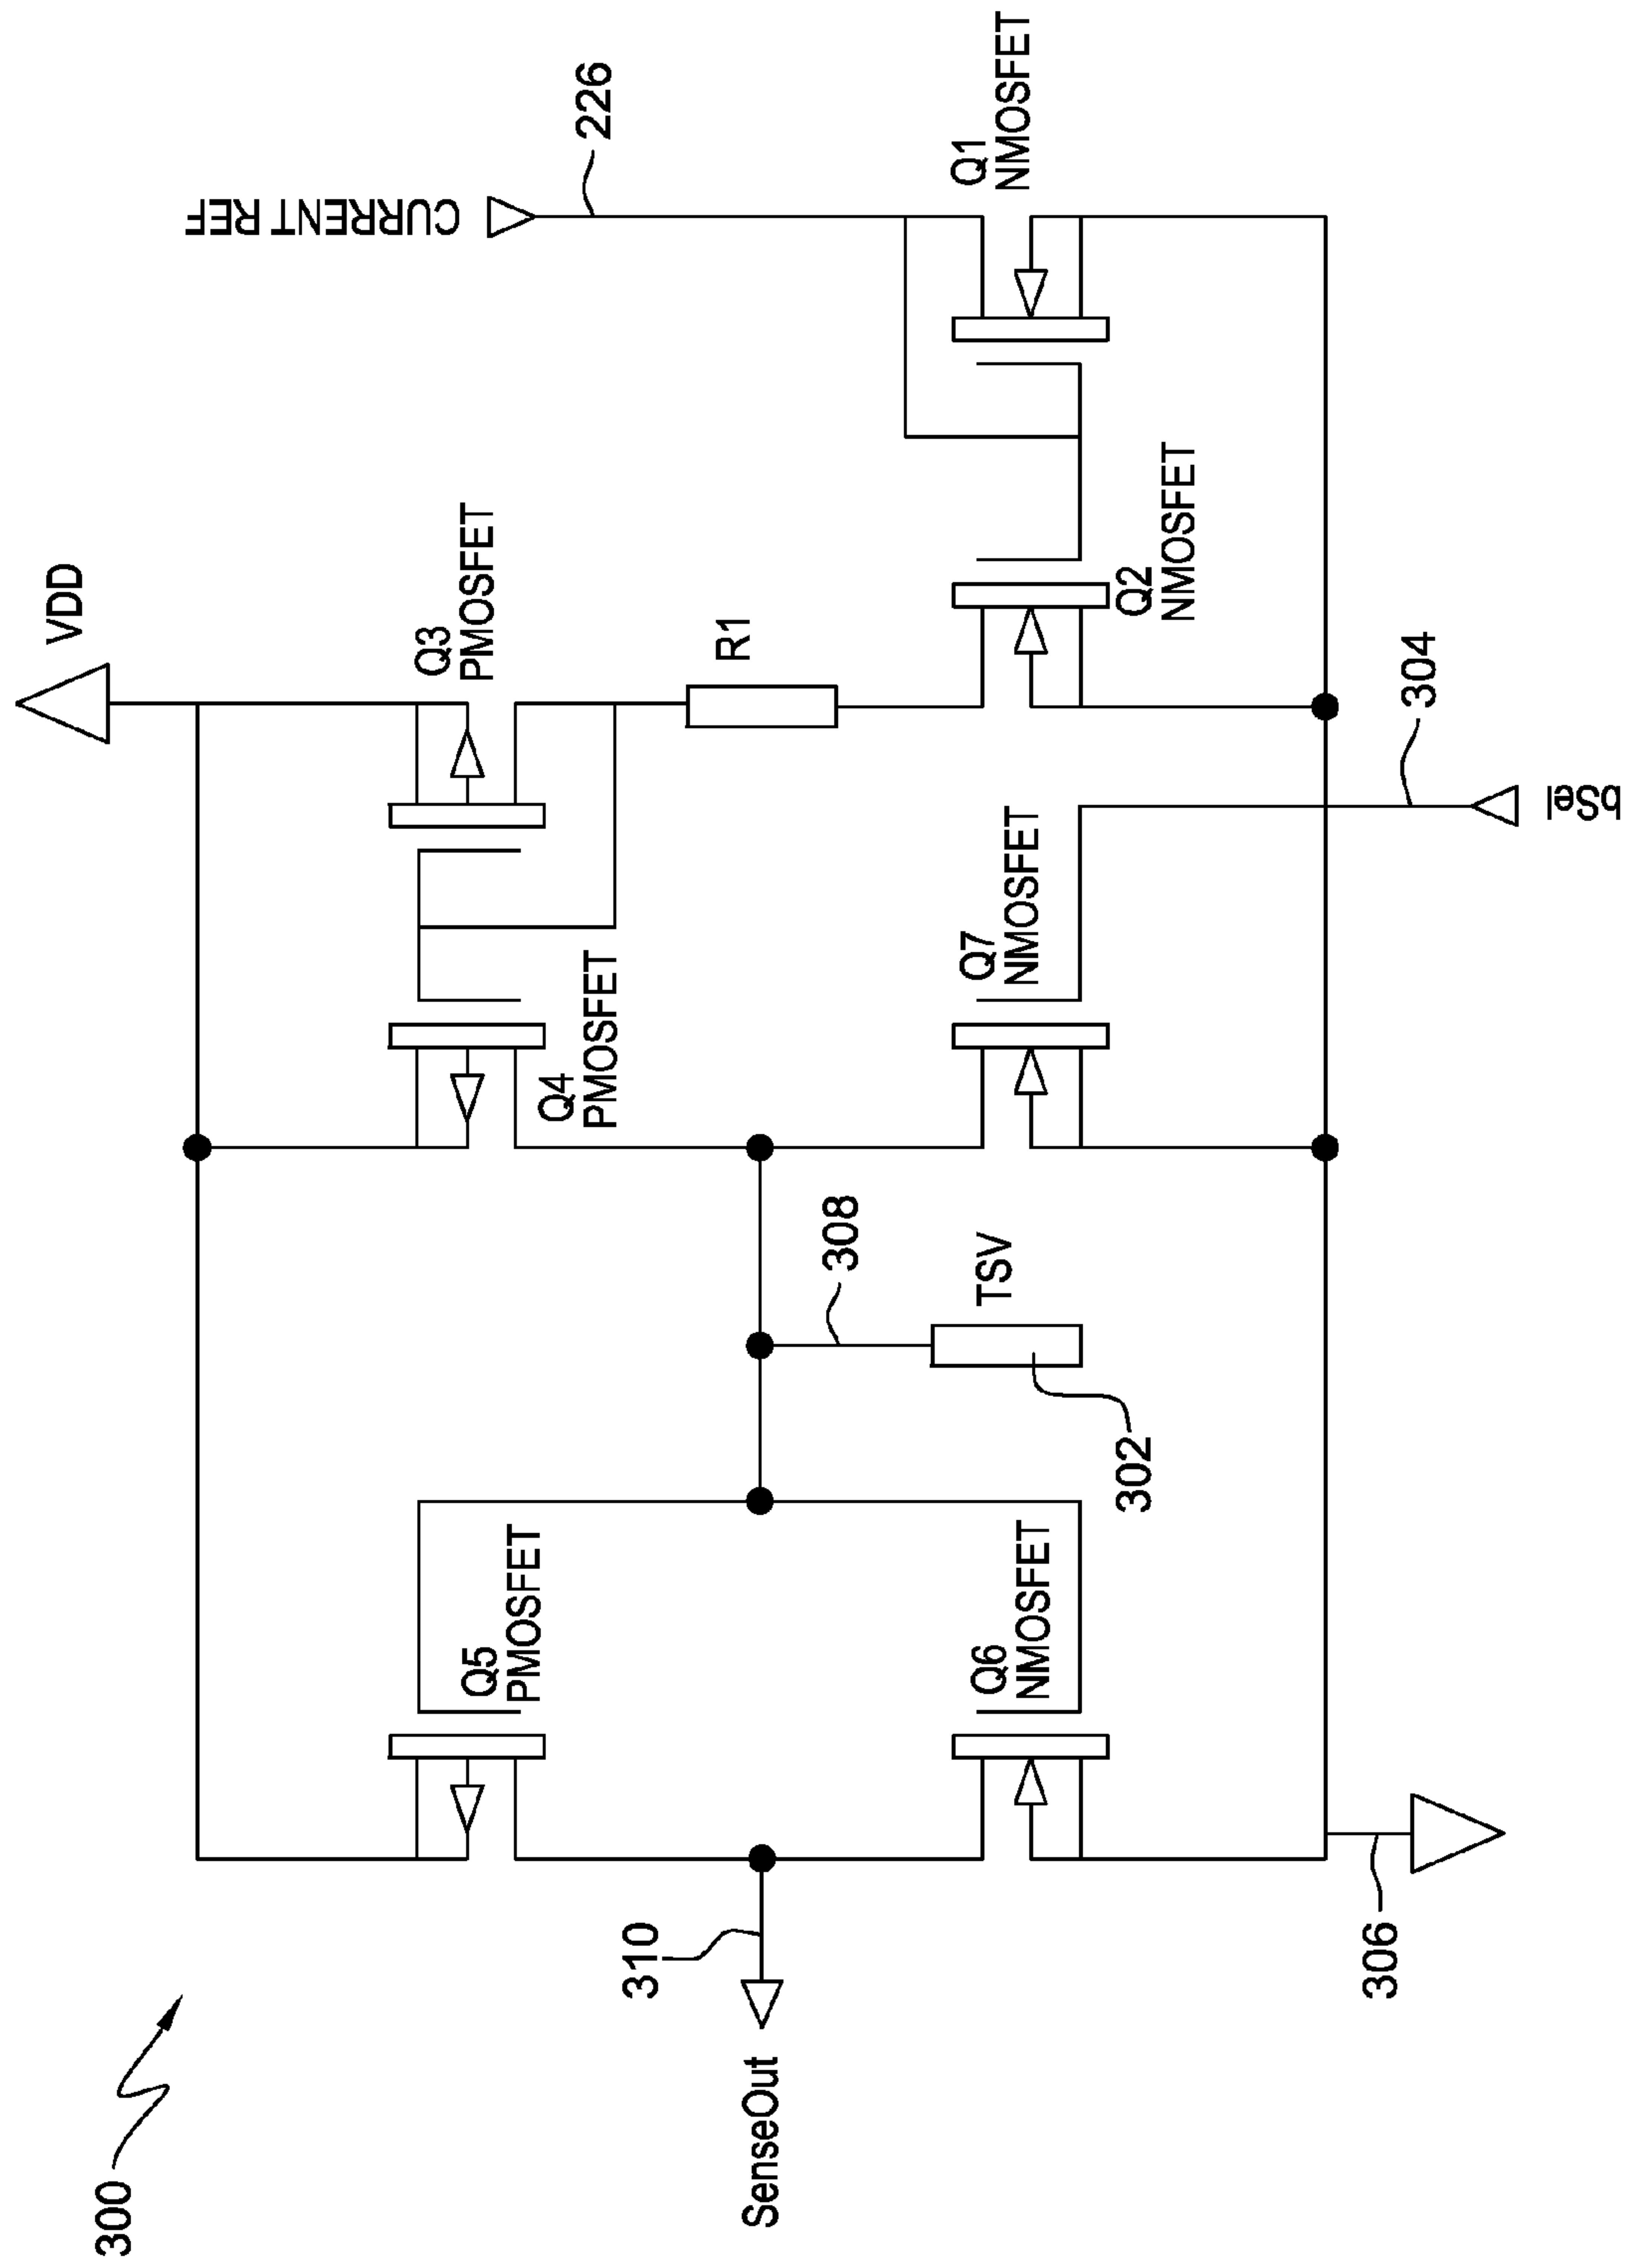 300
VDD
CURRENT REF
226
Q3
PMOSFET
Q4
PMOSFET
Q5
PMOSFET
R1
Q1
NMOSFET
Q2
NMOSFET
Q7
NMOSFET
308
TSV
302
Q6
NMOSFET
310
SenseOut
304
bSel
306